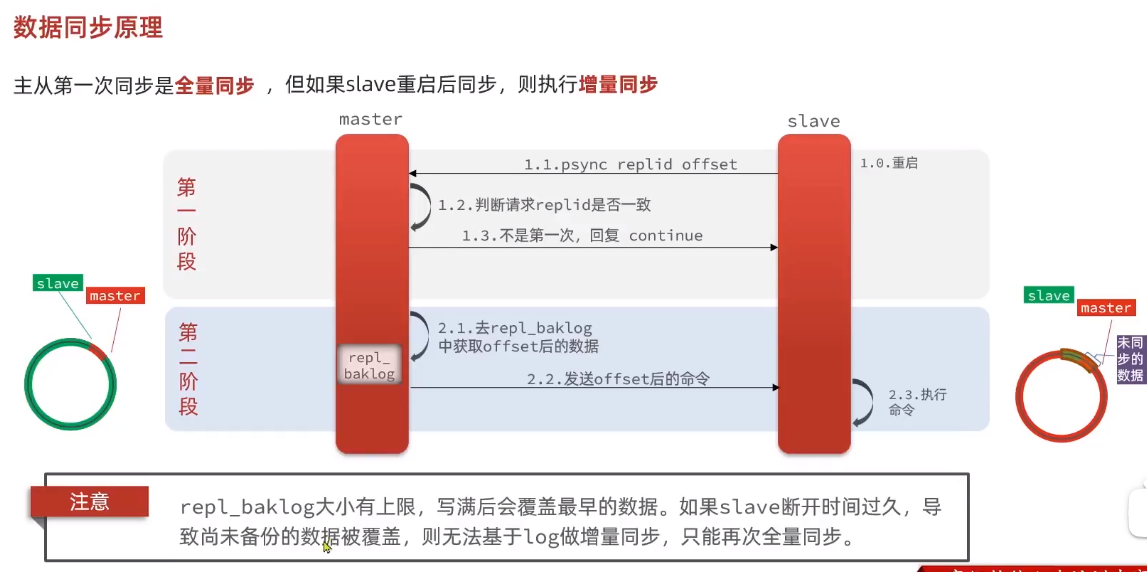 数据同步原理
主从第一次同步是全量同步 ，但如果slave重启后同步，则执行增量同步
master
slave
1.1.psync replid offset
1.0.重启
第一阶段
1.2.判断请求replid是否一致
1.3.不是第一次，回复 continue
slave
master
slave
master
第二阶段
2.1.去repl_baklog
中获取offset后的数据
repl_
baklog
2.2.发送offset后的命令
2.3.执行
命令
未同
步的
数据
注意
repl_baklog大小有上限，写满后会覆盖最早的数据。如果slave断开时间过久，导
致尚未备份的数据被覆盖，则无法基于log做增量同步，只能再次全量同步。